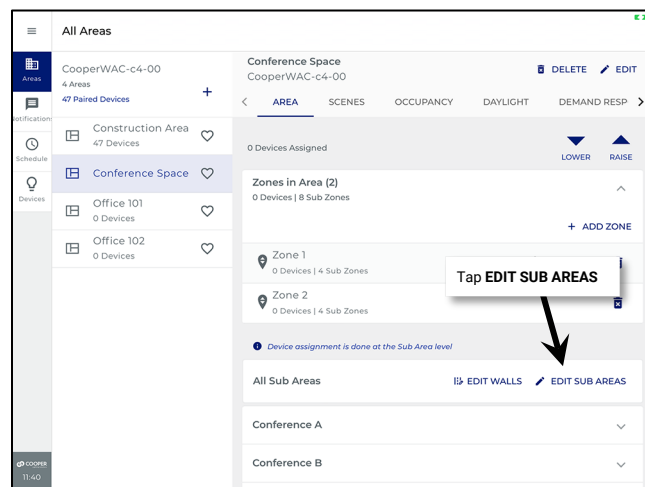 All Areas
Areas
Notifications
Schedule
Devices
COOPER
11:40
CooperWAC-c4-00
4 Areas
47 Paired Devices
+
Construction Area
47 Devices
Conference Space
Office 101
0 Devices
Office 102
0 Devices
Conference Space
CooperWAC-c4-00
DELETE EDIT
AREA SCENES OCCUPANCY DAYLIGHT DEMAND RESP
0 Devices Assigned
LOWER RAISE
Zones in Area (2)
0 Devices | 8 Sub Zones
+ ADD ZONE
Zone 1
0 Devices | 4 Sub Zones
Tap EDIT SUB AREAS
Zone 2
0 Devices | 4 Sub Zones
Device assignment is done at the Sub Area level
All Sub Areas EDIT WALLS EDIT SUB AREAS
Conference A
Conference B